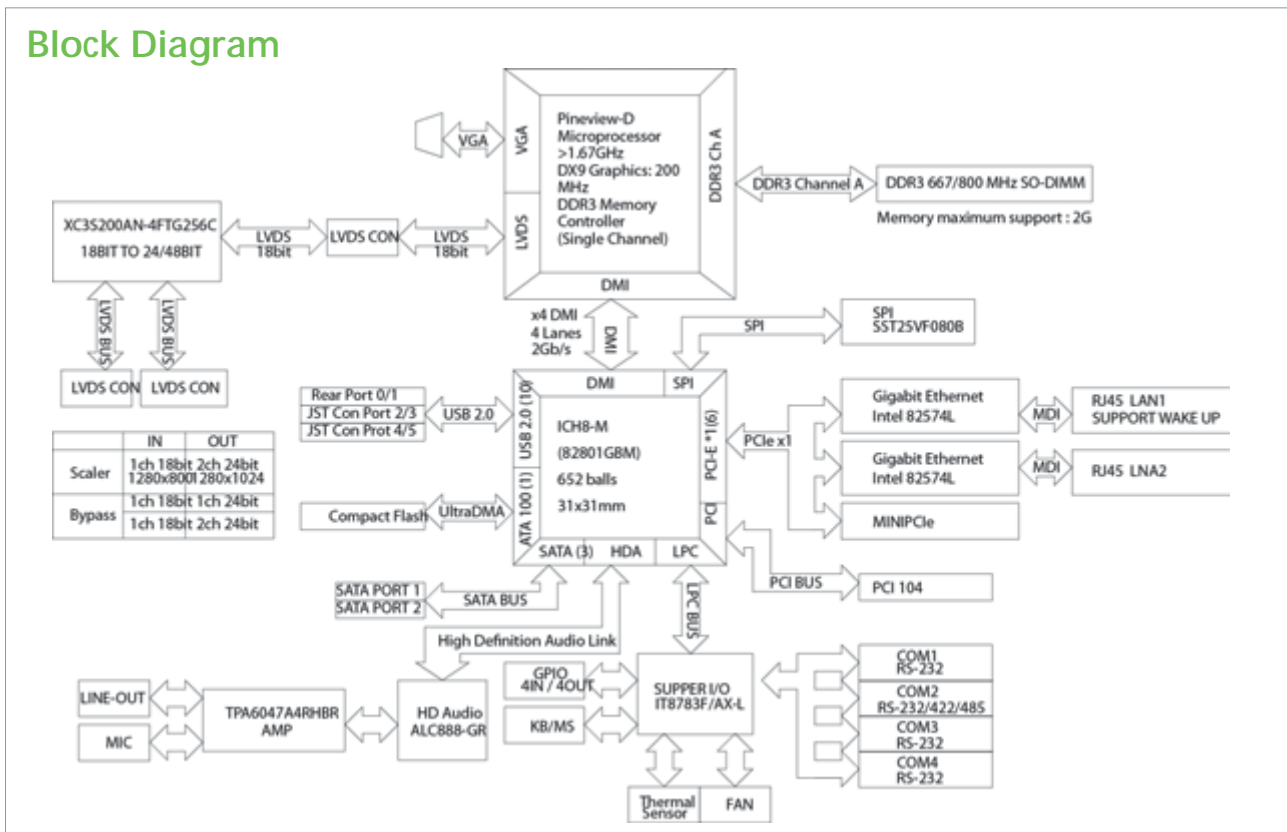 Block Diagram
Pineview-D
Microprocessor
>1.67GHz
DX9 Graphics: 200
MHz
DDR3 Memory
Controller
(Single Channel)
VGA
VGA
LVDS
DMI
DDR3 Ch A
DDR3 Channel A
DDR3 667/800 MHz SO-DIMM
Memory maximum support : 2G
XC3S200AN-4FTG256C
18BIT TO 24/48BIT
LVDS
18bit
LVDS CON
LVDS
18bit
LVDS BUS
LVDS BUS
LVDS CON
LVDS CON
x4 DMI
4 Lanes
2Gb/s
DMI
SPI
SPI
SST25VF080B
IN
OUT
Scaler
1ch 18bit
1280x800
2ch 24bit
1280x1024
Bypass
1ch 18bit
1ch 24bit
1ch 18bit
2ch 24bit
Rear Port 0/1
JST Con Port 2/3
JST Con Prot 4/5
USB 2.0
Compact Flash
UltraDMA
DMI
SPI
USB 2.0 (10)
ATA 100 (1)
ICH8-M
(82801GBM)
652 balls
31x31mm
PCI-E *1(6)
PCI
SATA (3)
HDA
LPC
PCIe x1
Gigabit Ethernet
Intel 82574L
MDI
RJ45 LAN1
SUPPORT WAKE UP
Gigabit Ethernet
Intel 82574L
MDI
RJ45 LNA2
MINIPCIe
PCI BUS
PCI 104
SATA PORT 1
SATA PORT 2
SATA BUS
High Definition Audio Link
LPC BUS
LINE-OUT
MIC
TPA6047A4RHBR
AMP
HD Audio
ALC888-GR
GPIO
4IN / 4OUT
KB/MS
SUPPER I/O
IT8783F/AX-L
Thermal
Sensor
FAN
COM1
RS-232
COM2
RS-232/422/485
COM3
RS-232
COM4
RS-232